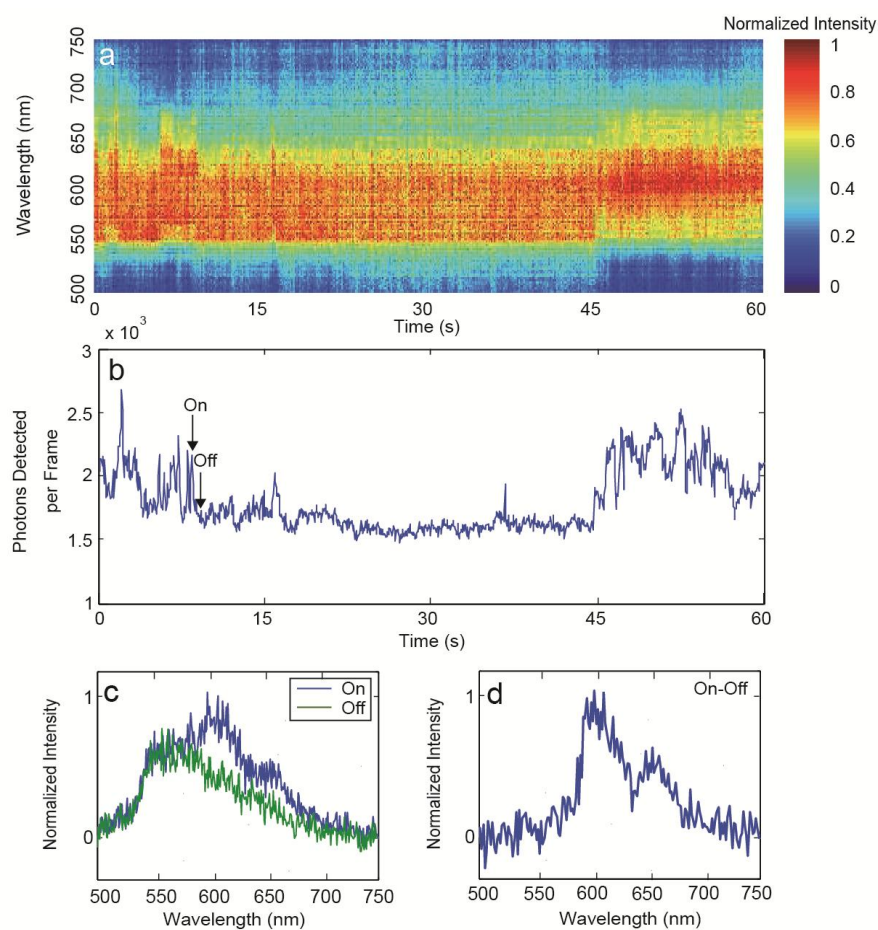 Normalized Intensity
a
Wavelength (nm)
750
700
650
600
550
500
1
0.8
0.6
0.4
0.2
0
0 15 30 45 60
Time (s)
x 10³
b
Photons Detected
per Frame
3
2.5
2
1.5
1
On
Off
0 15 30 45 60
Time (s)
c
Normalized Intensity
1
0
On
Off
500 550 600 650 700 750
Wavelength (nm)
d
On-Off
Normalized Intensity
1
0
500 550 600 650 700 750
Wavelength (nm)